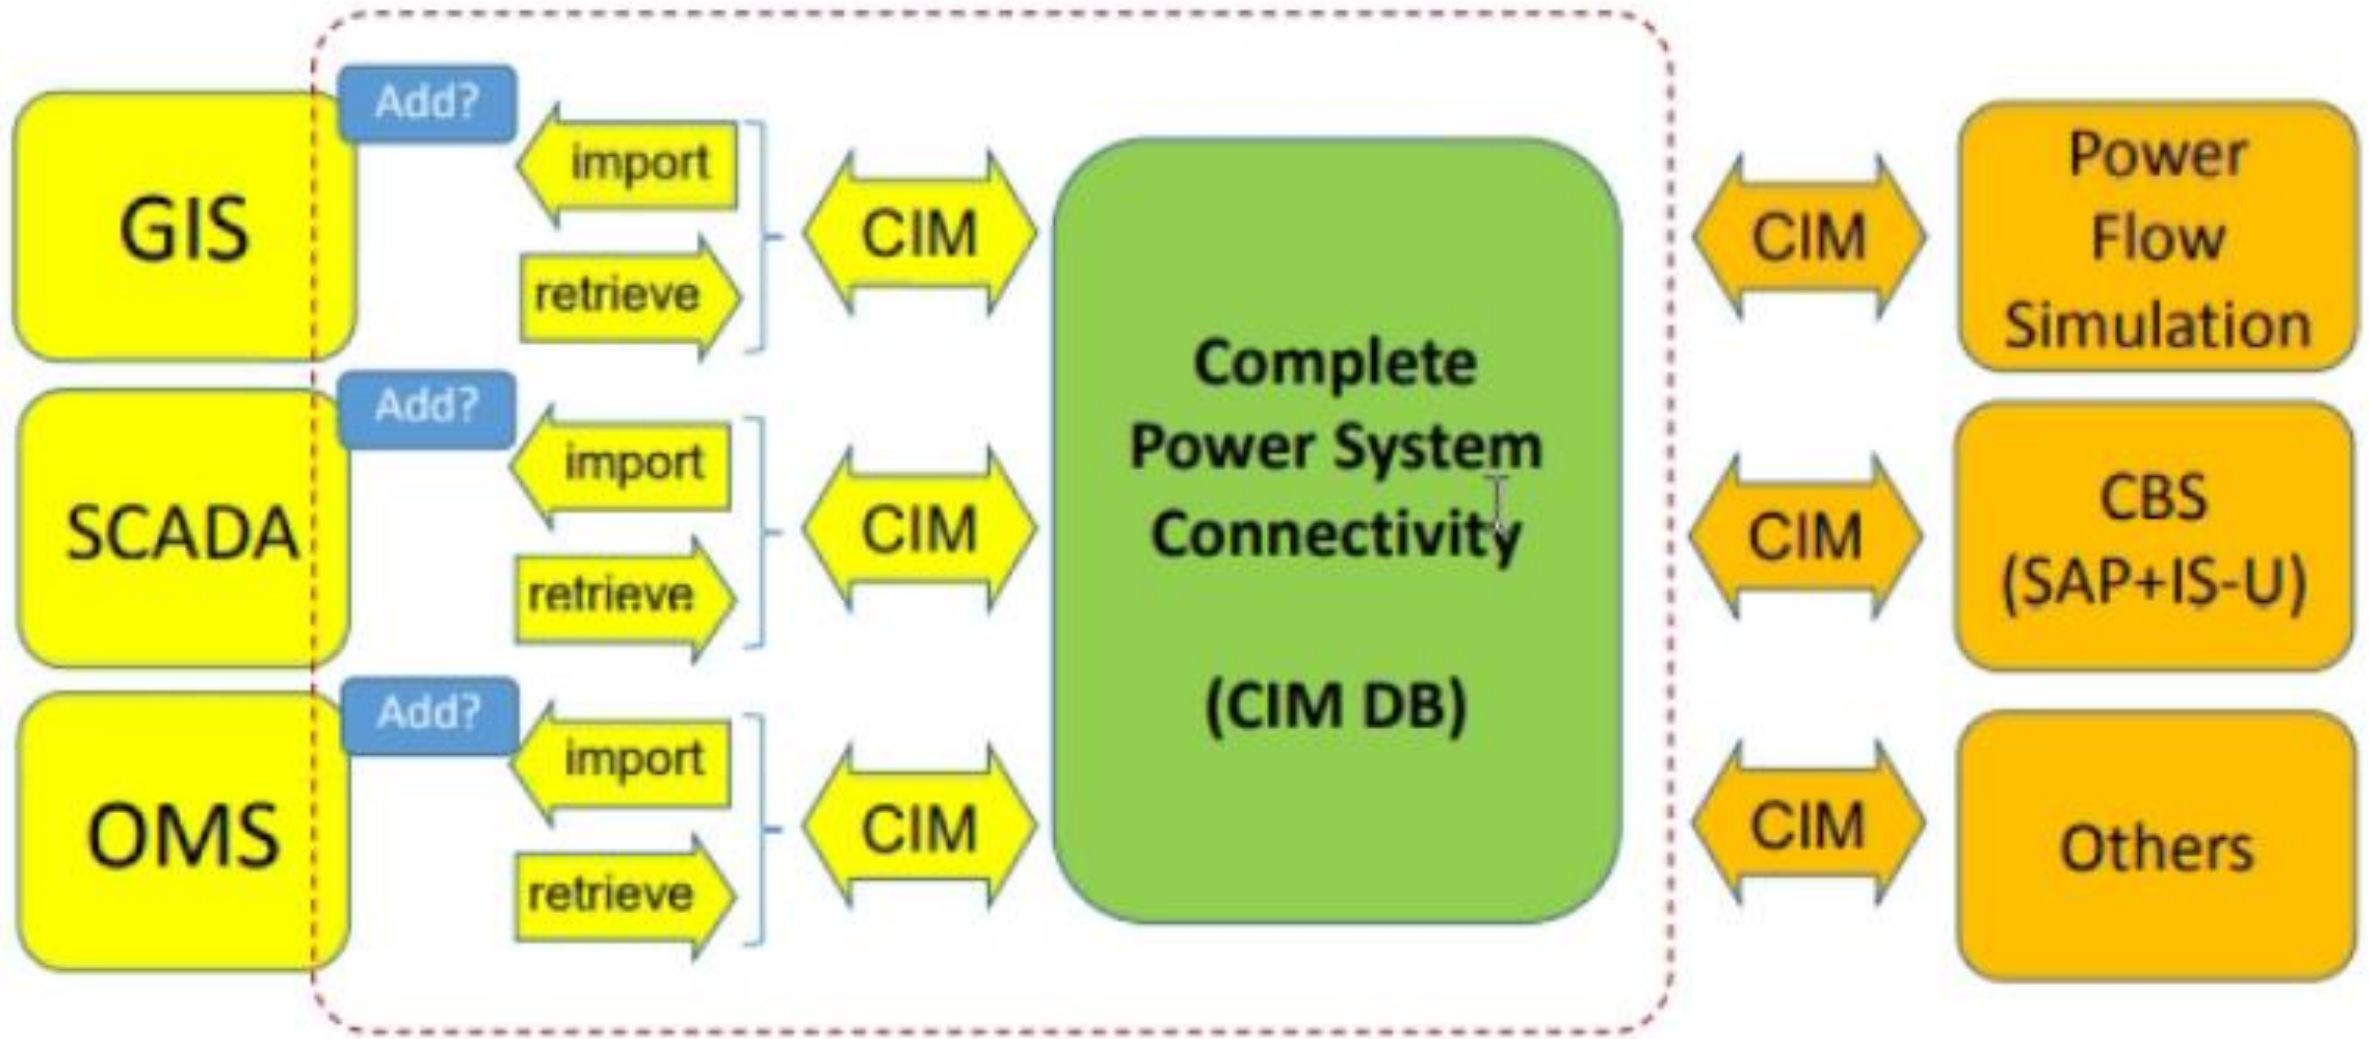 Add?
GIS
import
retrieve
CIM
Add?
SCADA
import
retrieve
CIM
Add?
OMS
import
retrieve
CIM
Complete
Power System
Connectivity
(CIM DB)
CIM
Power
Flow
Simulation
CIM
CBS
(SAP+IS-U)
CIM
Others